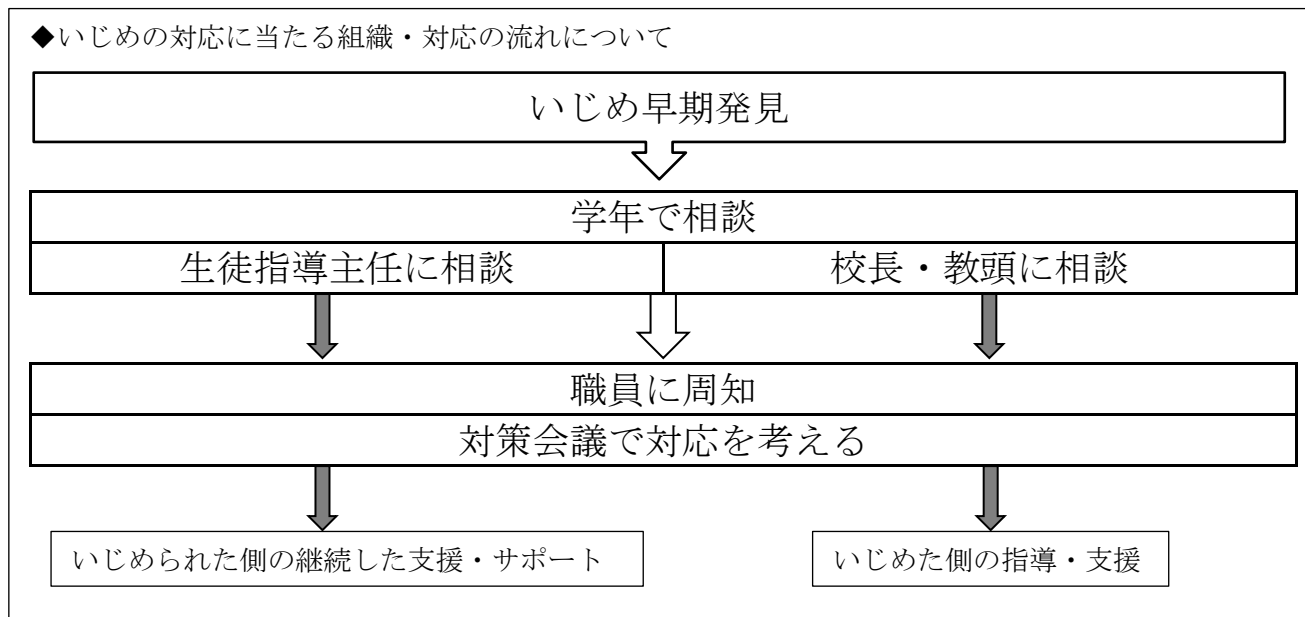 ◆いじめの対応に当たる組織・対応の流れについて
いじめ早期発見
学年で相談
生徒指導主任に相談
校長・教頭に相談
職員に周知
対策会議で対応を考える
いじめられた側の継続した支援・サポート
いじめた側の指導・支援